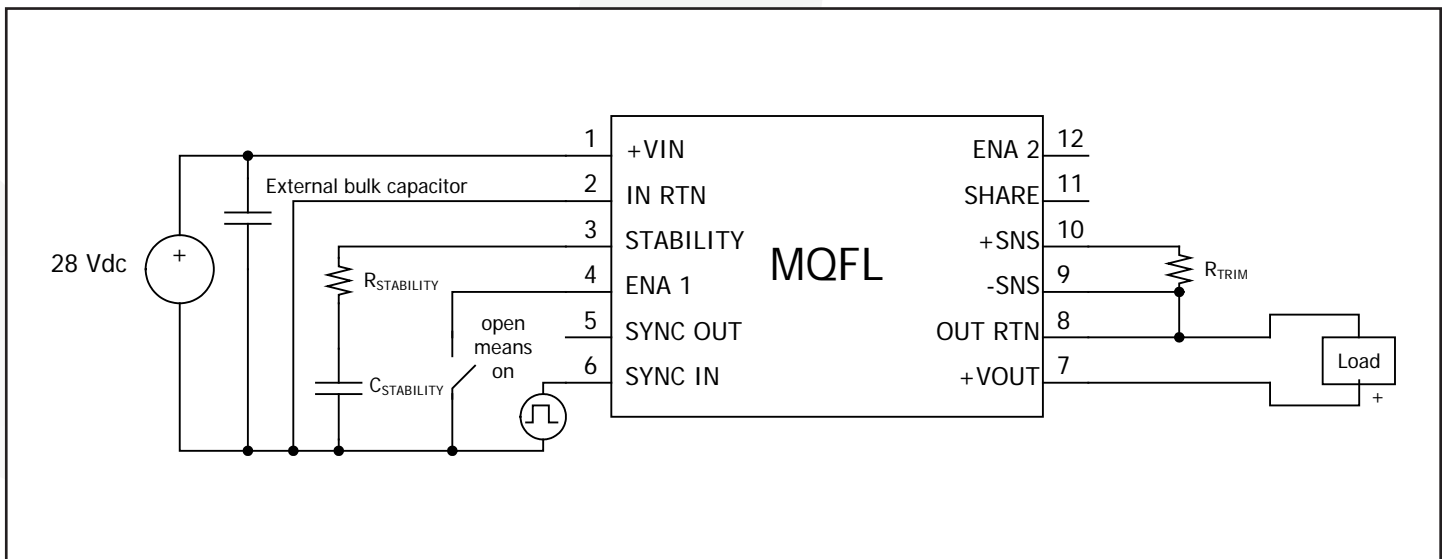 1
+VIN
ENA 2
12
External bulk capacitor
2
IN RTN
SHARE
11
3
STABILITY
+SNS
10
28 Vdc
+
RSTABILITY
MQFL
RTRIM
4
ENA 1
-SNS
9
open
means
on
5
SYNC OUT
OUT RTN
8
CSTABILITY
6
SYNC IN
+VOUT
7
Load
+